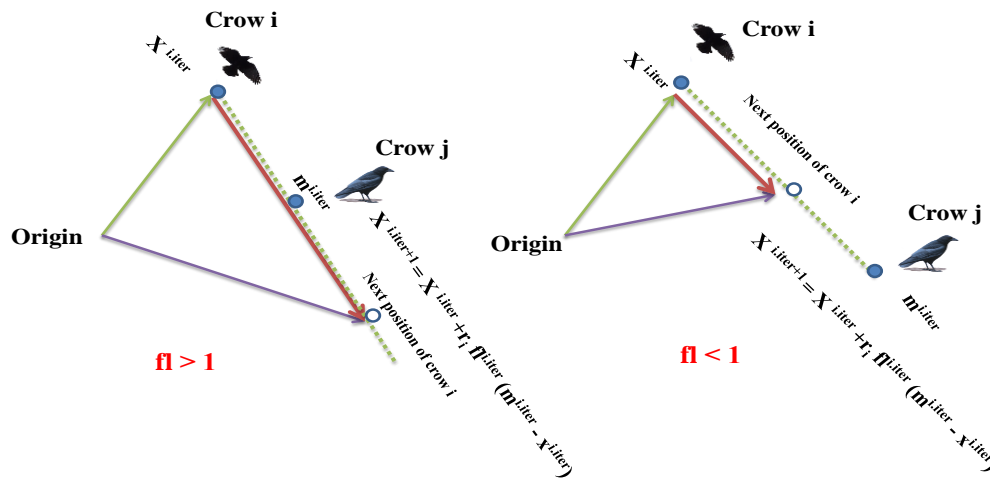 Crow i
X i.iter
Crow j
m i.iter
Origin
X i.iter+1 = X i.iter +r i fl i.iter (m i.iter - x i.iter)
Next position of crow i
fl > 1
Crow i
X i.iter
Next position of crow i
Crow j
Origin
m i.iter
X i.iter+1 = X i.iter +r i fl i.iter (m i.iter - x i.iter)
fl < 1